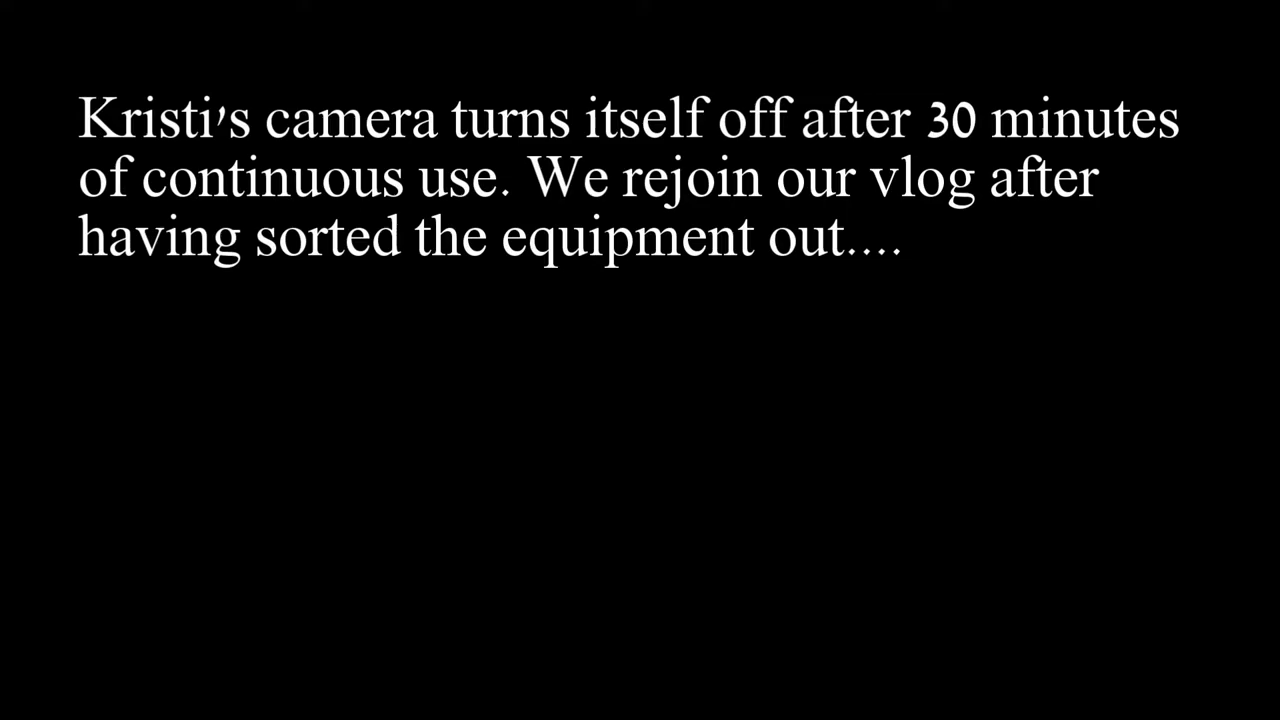 Kristi's camera turns itself off after 30 minutes
of continuous use. We rejoin our vlog after
having sorted the equipment out....